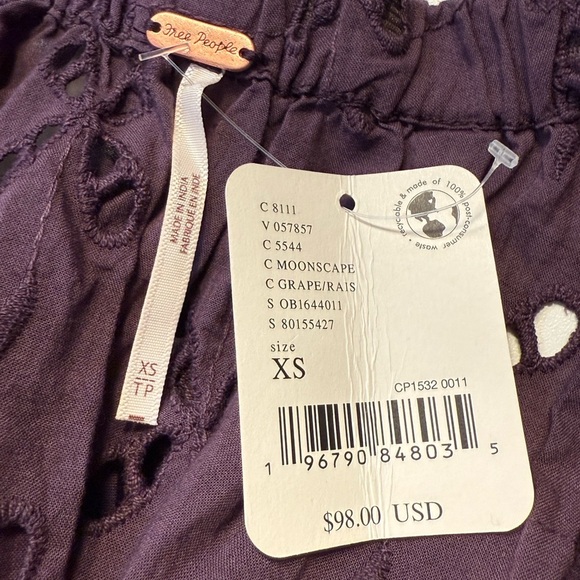 Free People
MADE IN INDIA
FABRIQUÉ EN INDE
XS
TP
recyclable & made of 100% post-consumer waste •
C 8111
V 057857
C 5544
C MOONSCAPE
C GRAPE/RAIS
S OB1644011
S 80155427
size
XS
CP1532 0011
1 96790 84803 5
$98.00 USD